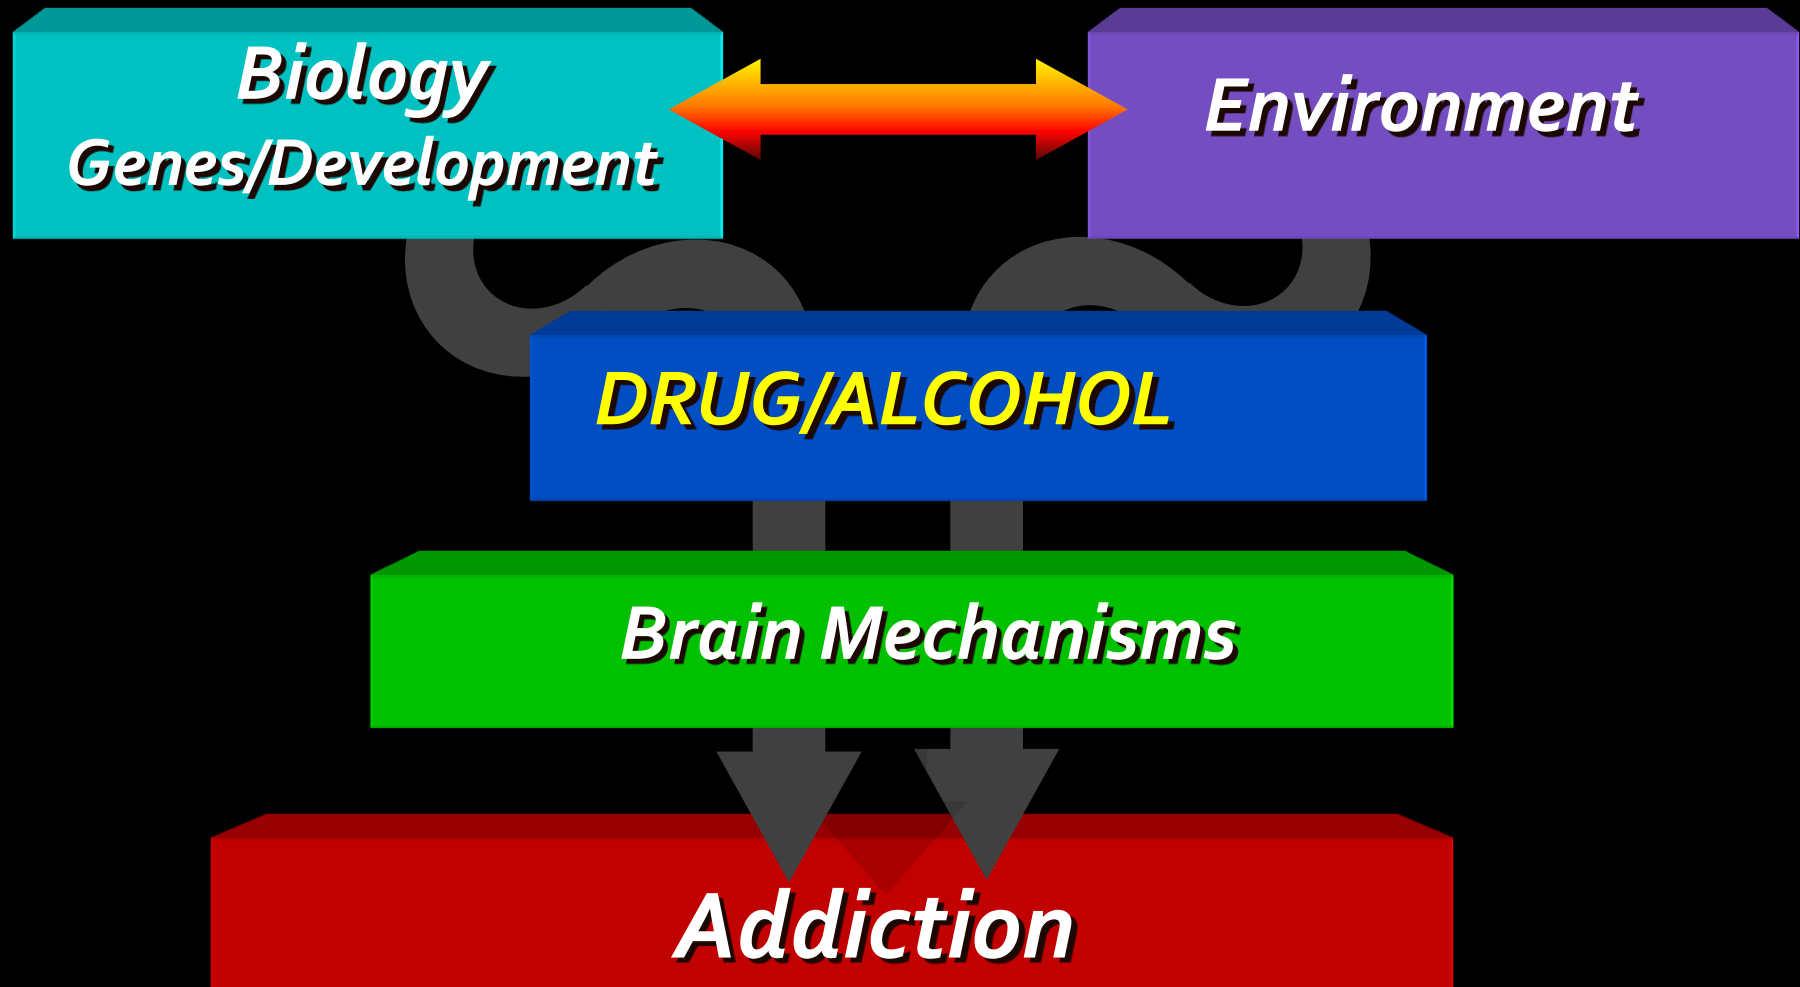 Biology
Genes/Development
Environment
DRUG/ALCOHOL
Brain Mechanisms
Addiction